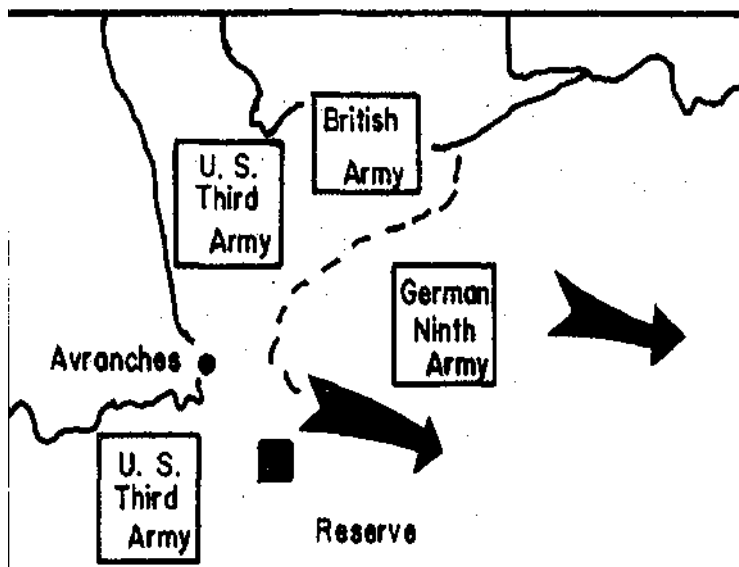 British
Army
U. S.
Third
Army
German
Ninth
Army
Avranches
U. S.
Third
Army
Reserve